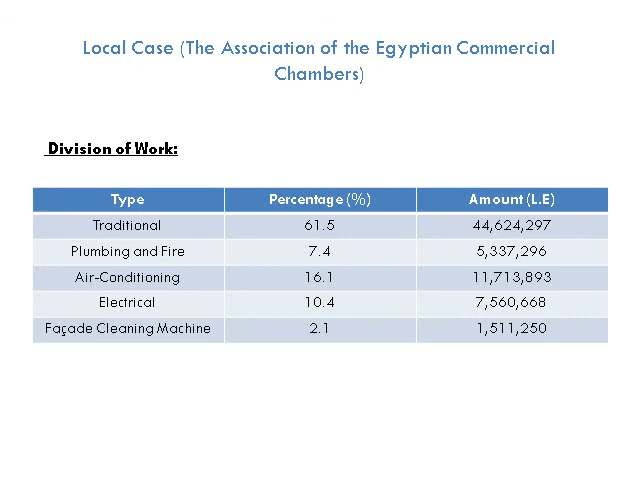 Local Case (The Association of the Egyptian Commercial
Chambers)
Division of Work:
Type Percentage (%) Amount (L.E)
Traditional 61.5 44,624,297
Plumbing and Fire 7.4 5,337,296
Air-Conditioning 16.1 11,713,893
Electrical 10.4 7,560,668
Façade Cleaning Machine 2.1 1,511,250